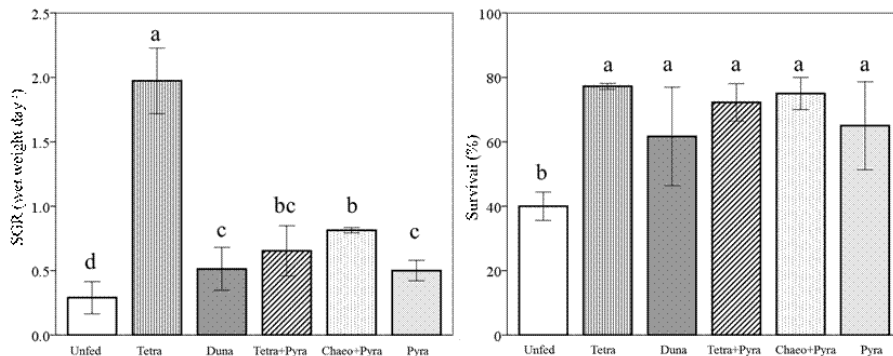 SGR (wet weight day⁻¹)
2.5
2.0
1.5
1.0
0.5
0.0
d
a
c
bc
b
c
Unfed Tetra Duna Tetra+Pyra Chaeo+Pyra Pyra
Survival (%)
100
80
60
40
20
0
b
a
a
a
a
a
Unfed Tetra Duna Tetra+Pyra Chaeo+Pyra Pyra